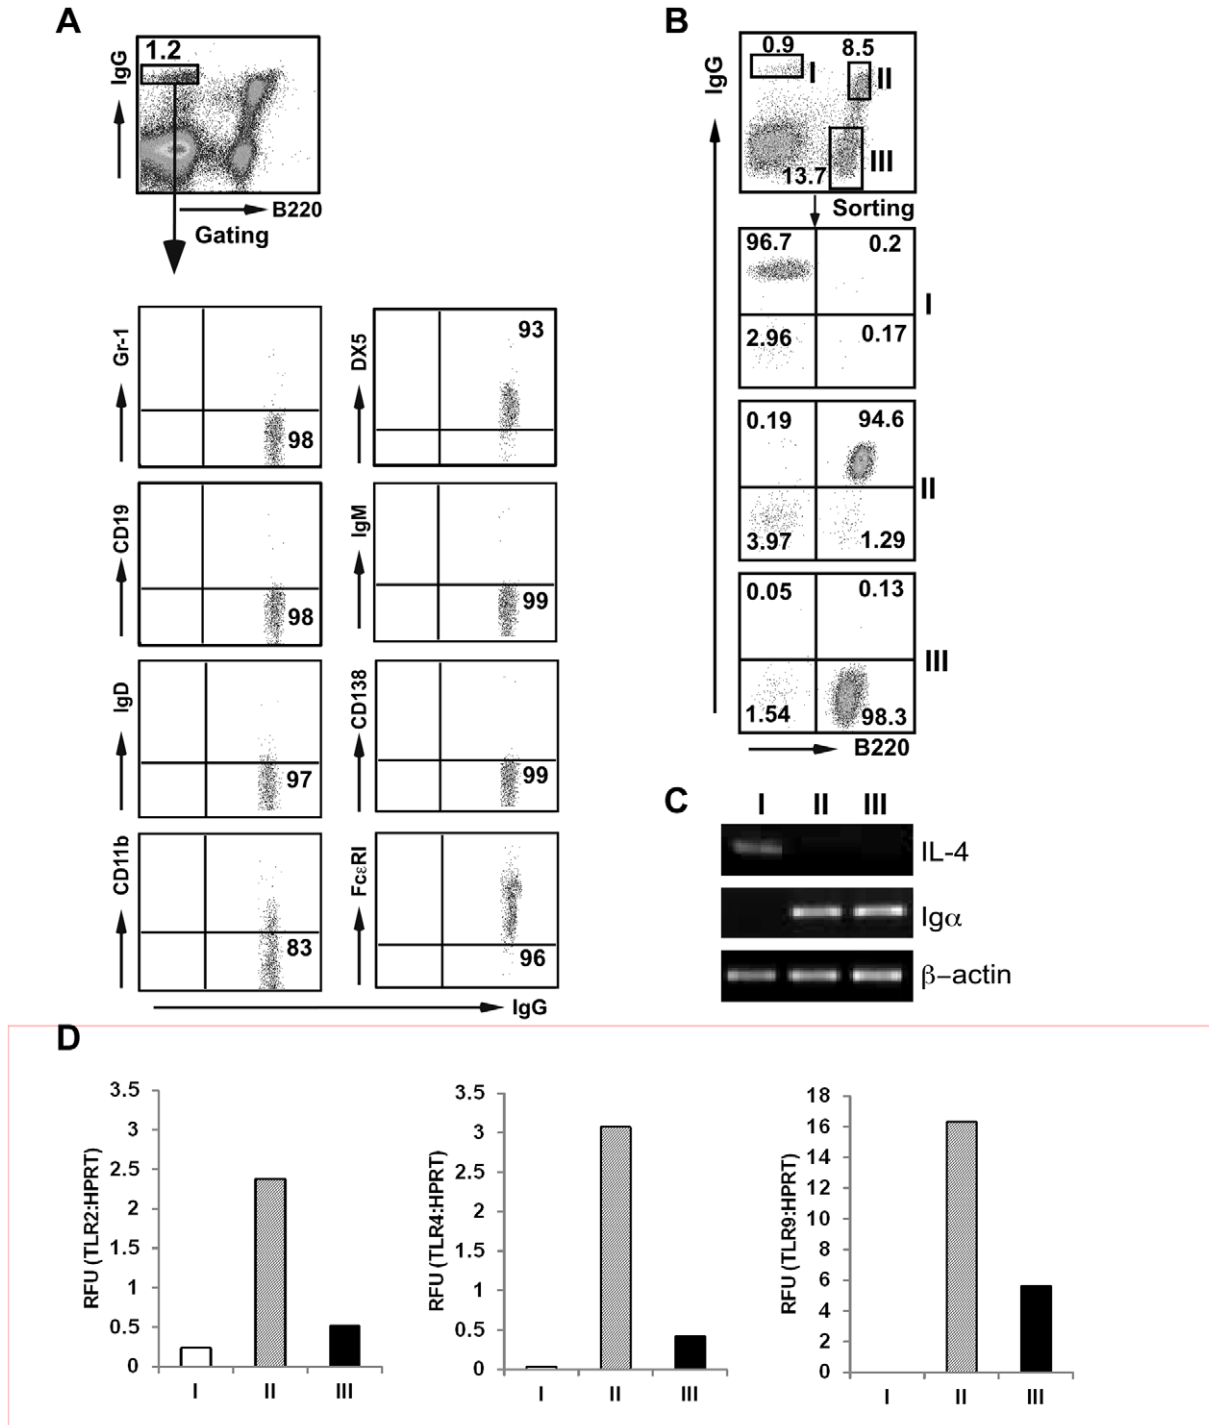 A
IgG
1.2
B220
Gating
Gr-1
98
DX5
93
CD19
98
IgM
99
IgD
97
CD138
99
CD11b
83
FcεRI
96
IgG
B
IgG
0.9
8.5
I
II
III
13.7
Sorting
96.7
0.2
2.96
0.17
I
0.19
94.6
3.97
1.29
II
0.05
0.13
1.54
98.3
III
B220
C
I II III
IL-4
Igα
β-actin
D
RFU (TLR2:HPRT)
3.5
3
2.5
2
1.5
1
0.5
0
I II III
RFU (TLR4:HPRT)
3.5
3
2.5
2
1.5
1
0.5
0
I II III
RFU (TLR9:HPRT)
18
16
14
12
10
8
6
4
2
0
I II III